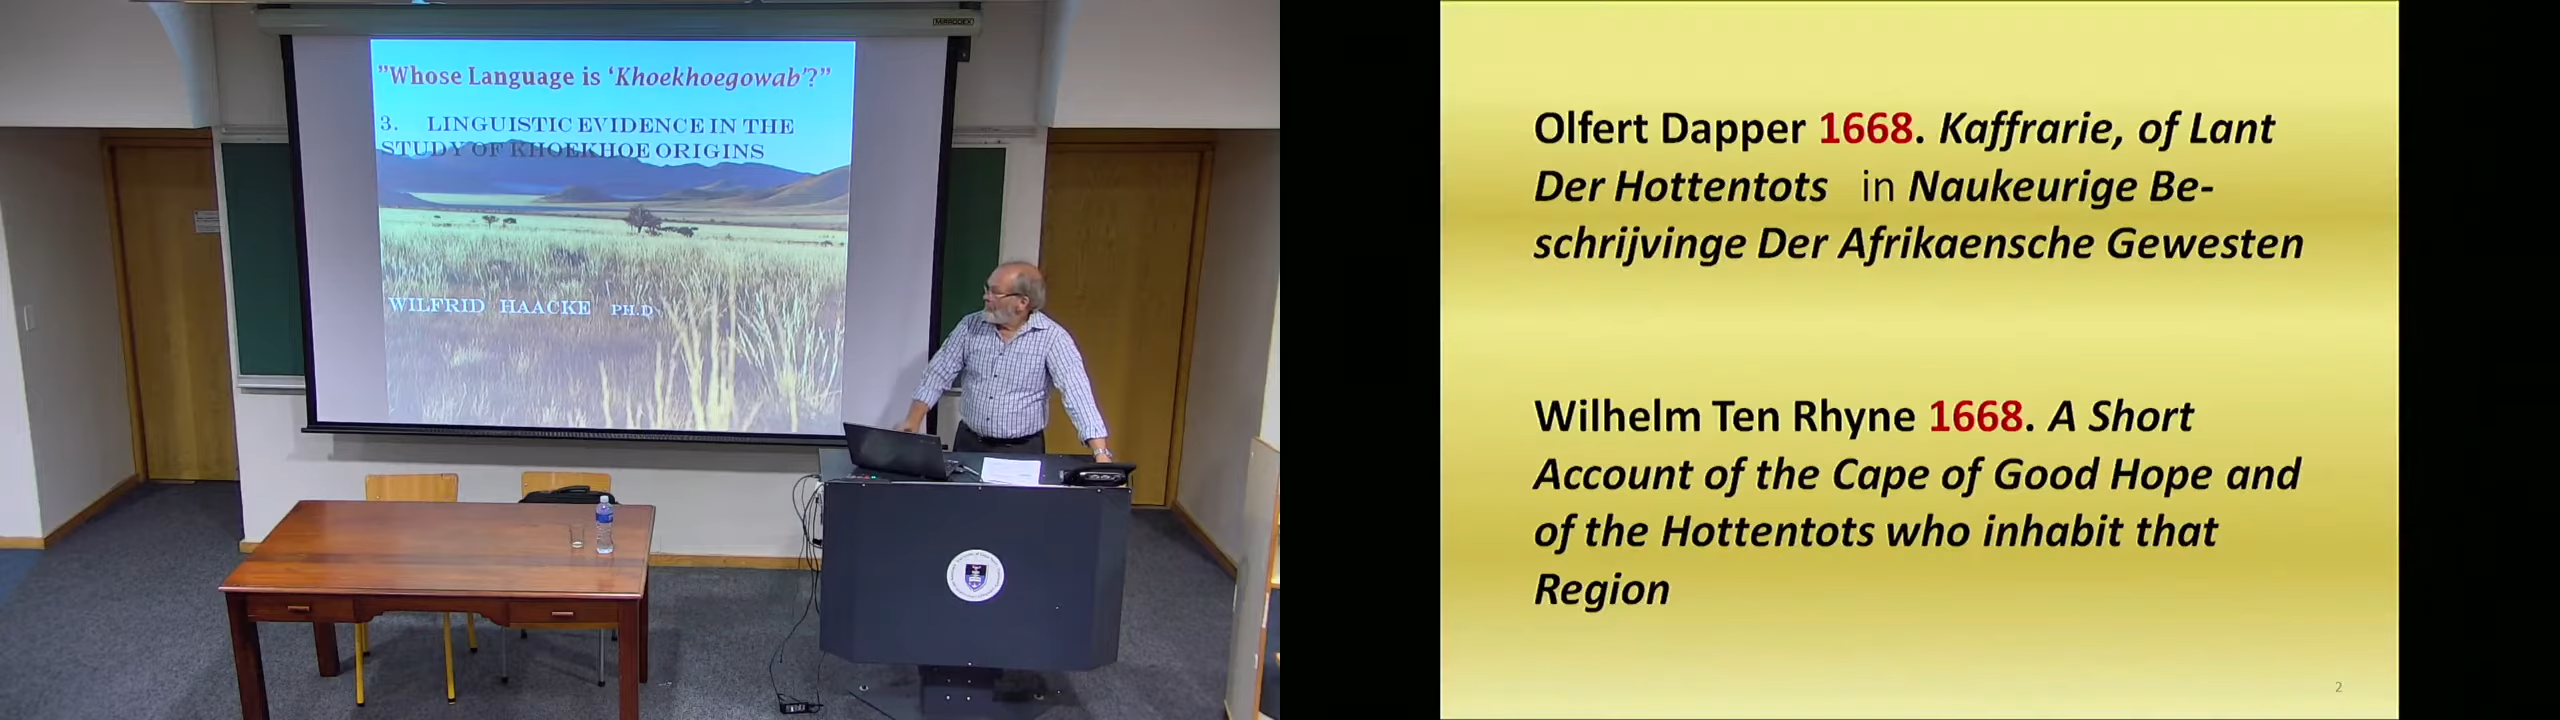 ”Whose Language is ‘Khoekhoegowab’?”
3. LINGUISTIC EVIDENCE IN THE
STUDY OF KHOEKHOE ORIGINS
WILFRID HAACKE PH.D
Olfert Dapper 1668. Kaffrarie, of Lant
Der Hottentots in Naukeurige Be-
schrijvinge Der Afrikaensche Gewesten
Wilhelm Ten Rhyne 1668. A Short
Account of the Cape of Good Hope and
of the Hottentots who inhabit that
Region
2